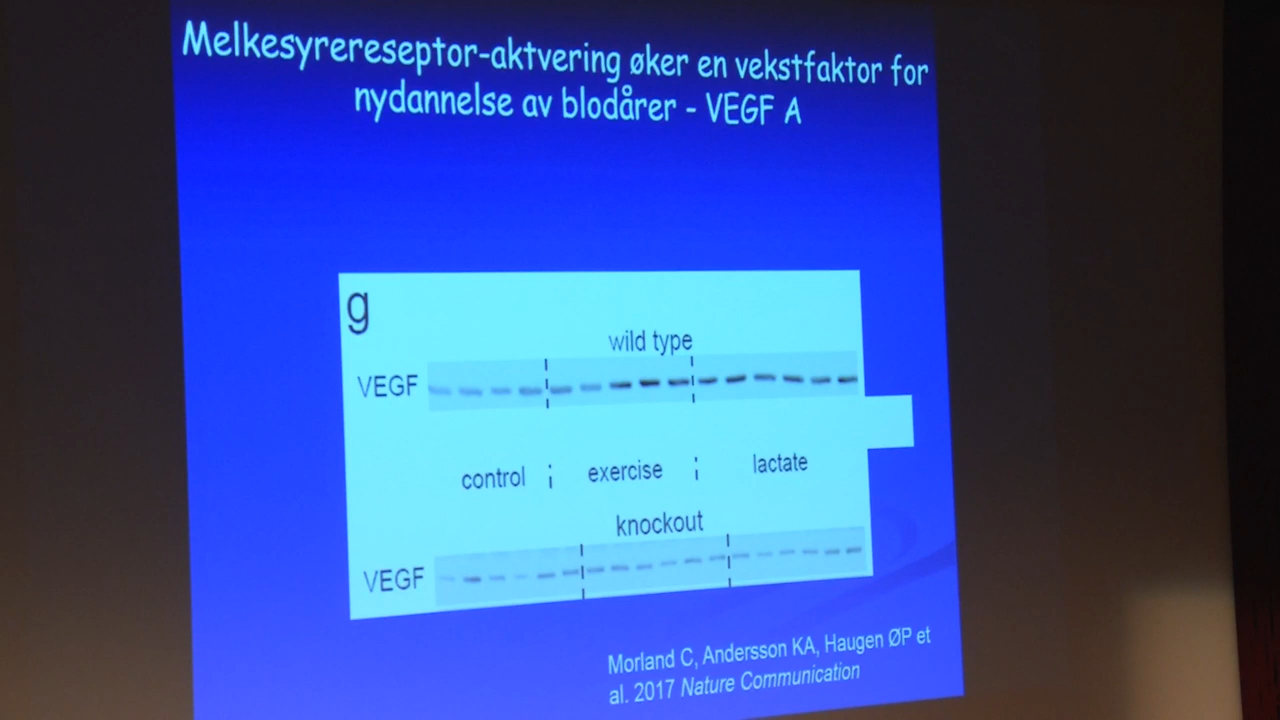 Melkesyrereseptor-aktvering øker en vekstfaktor for
nydannelse av blodårer - VEGF A
g
wild type
VEGF
control exercise lactate
knockout
VEGF
Morland C, Andersson KA, Haugen ØP et
al. 2017 Nature Communication